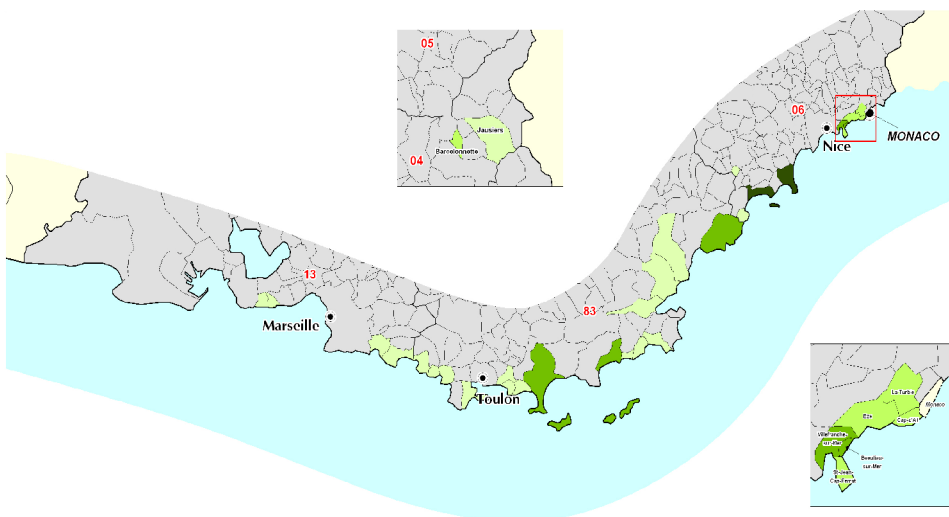 05
Jausiers
Barcelonnette
04
06
MONACO
Nice
13
83
Marseille
Toulon
La Turbie
Monaco
Eze
Cap-d'Ail
Villefranche-
sur-Mer
Beaulieu-
sur-Mer
St-Jean-
Cap-Ferrat